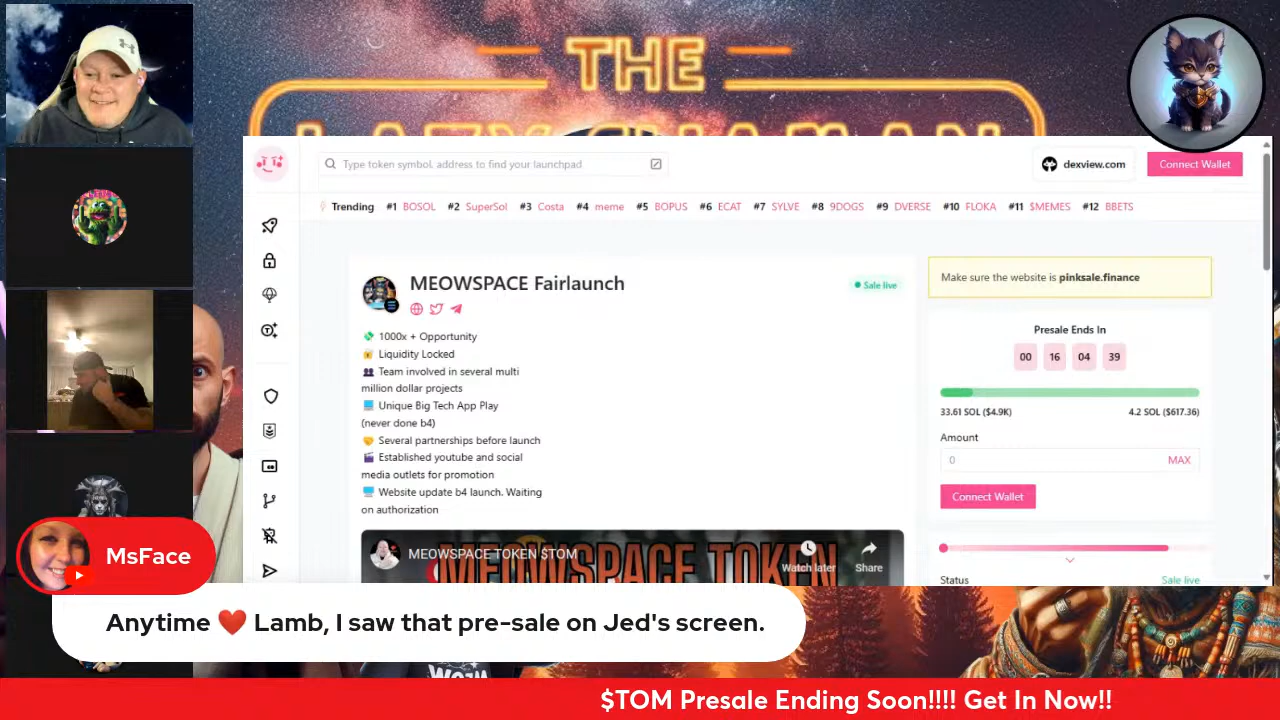 THE
LAZY SHAMAN
Type token symbol, address to find your launchpad
dexview.com
Connect Wallet
Trending #1 BOSOL #2 SuperSol #3 Costa #4 meme #5 BOPUS #6 ECAT #7 SYLVE #8 9DOGS #9 DVERSE #10 FLOKA #11 $MEMES #12 BBETS
MEOWSPACE Fairlaunch
Sale live
💸 1000x + Opportunity
🔐 Liquidity Locked
👥 Team involved in several multi
million dollar projects
💻 Unique Big Tech App Play
(never done b4)
🤝 Several partnerships before launch
🎬 Established youtube and social
media outlets for promotion
💻 Website update b4 launch. Waiting
on authorization
MEOWSPACE TOKEN $TOM
MEOWSPACE TOKEN
Watch later
Share
Make sure the website is pinksale.finance
Presale Ends In
00 16 04 39
33.61 SOL ($4.9K) 4.2 SOL ($617.36)
Amount
0 MAX
Connect Wallet
Status Sale live
MsFace
Anytime ❤️ Lamb, I saw that pre-sale on Jed's screen.
$TOM Presale Ending Soon!!!! Get In Now!!